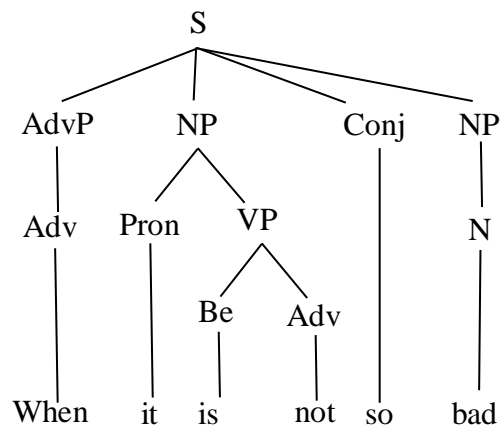 S
AdvP NP Conj NP
Adv Pron VP N
Be Adv
When it is not so bad